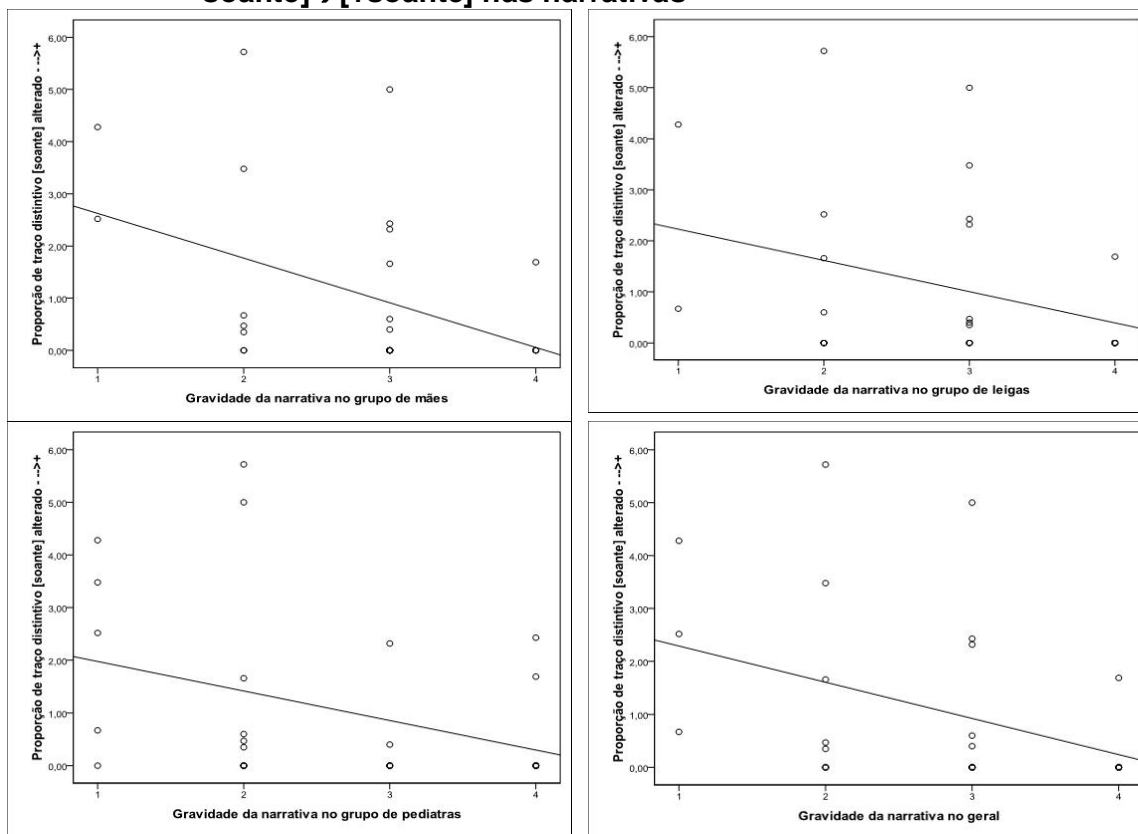 soante]→[+soante] nas narrativas
Proporção de traço distintivo [soante] alterado - -->+
6,00
5,00
4,00
3,00
2,00
1,00
0,00
1 2 3 4
Gravidade da narrativa no grupo de mães
Proporção de traço distintivo [soante] alterado - -->+
6,00
5,00
4,00
3,00
2,00
1,00
0,00
1 2 3 4
Gravidade da narrativa no grupo de leigas
Proporção de traço distintivo [soante] alterado - -->+
6,00
5,00
4,00
3,00
2,00
1,00
0,00
1 2 3 4
Gravidade da narrativa no grupo de pediatras
Proporção de traço distintivo [soante] alterado - -->+
6,00
5,00
4,00
3,00
2,00
1,00
0,00
1 2 3 4
Gravidade da narrativa no geral